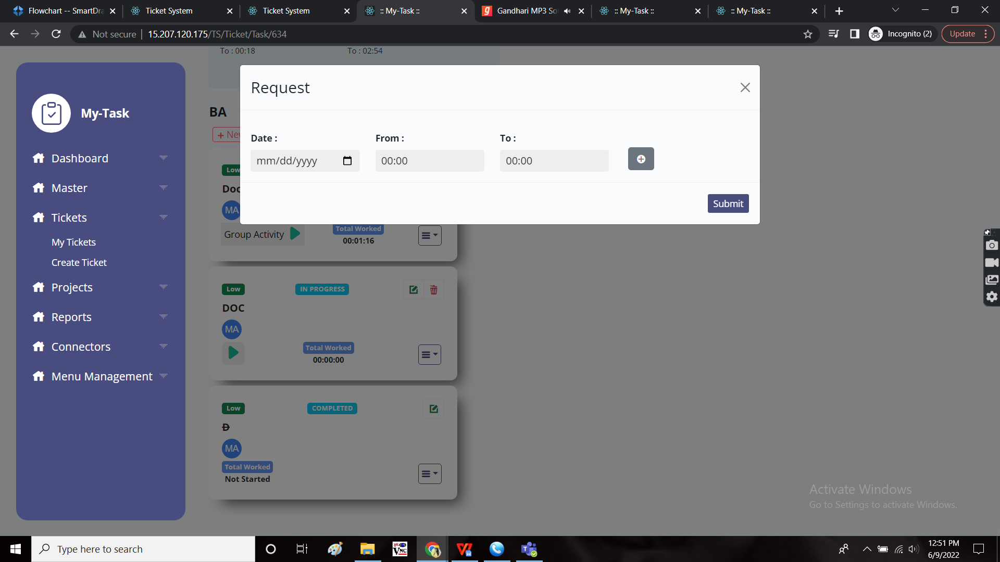 Flowchart -- SmartDra
Ticket System
Ticket System
:: My-Task ::
Gandhari MP3 So
:: My-Task ::
:: My-Task ::
Not secure
15.207.120.175/TS/Ticket/Task/634
Incognito (2)
Update
To : 00:18
To : 02:54
My-Task
Dashboard
Master
Tickets
My Tickets
Create Ticket
Projects
Reports
Connectors
Menu Management
BA
+ Nev
Request
Date :
From :
To :
mm/dd/yyyy
00:00
00:00
Submit
Low
Doc
MA
Group Activity
Total Worked
00:01:16
Low
IN PROGRESS
DOC
MA
Total Worked
00:00:00
Low
COMPLETED
D
MA
Total Worked
Not Started
Activate Windows
Go to Settings to activate Windows.
Type here to search
12:51 PM
6/9/2022